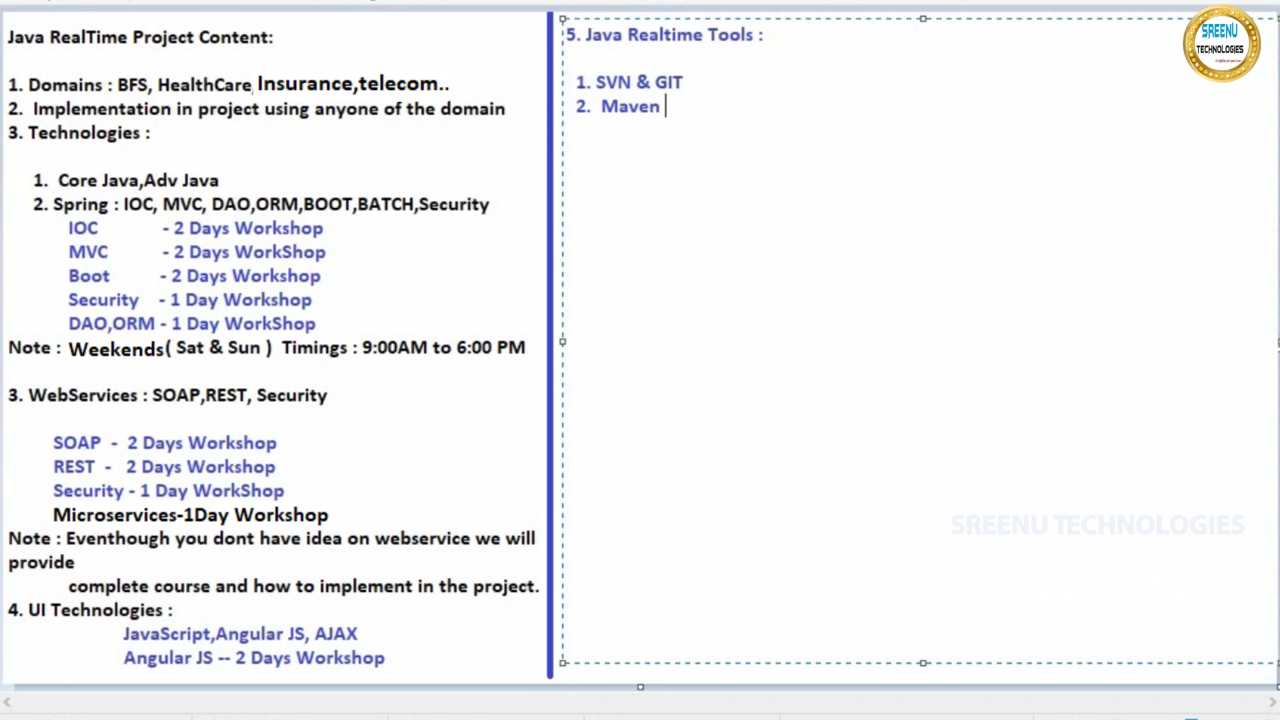 Java RealTime Project Content:
1. Domains : BFS, HealthCare, Insurance,telecom..
2. Implementation in project using anyone of the domain
3. Technologies :
1. Core Java,Adv Java
2. Spring : IOC, MVC, DAO,ORM,BOOT,BATCH,Security
IOC - 2 Days Workshop
MVC - 2 Days WorkShop
Boot - 2 Days Workshop
Security - 1 Day Workshop
DAO,ORM - 1 Day WorkShop
Note : Weekends( Sat & Sun ) Timings : 9:00AM to 6:00 PM
3. WebServices : SOAP,REST, Security
SOAP - 2 Days Workshop
REST - 2 Days Workshop
Security - 1 Day WorkShop
Microservices-1Day Workshop
Note : Eventhough you dont have idea on webservice we will
provide
complete course and how to implement in the project.
4. UI Technologies :
JavaScript,Angular JS, AJAX
Angular JS -- 2 Days Workshop
5. Java Realtime Tools :
1. SVN & GIT
2. Maven
SREENU
TECHNOLOGIES
SREENU TECHNOLOGIES